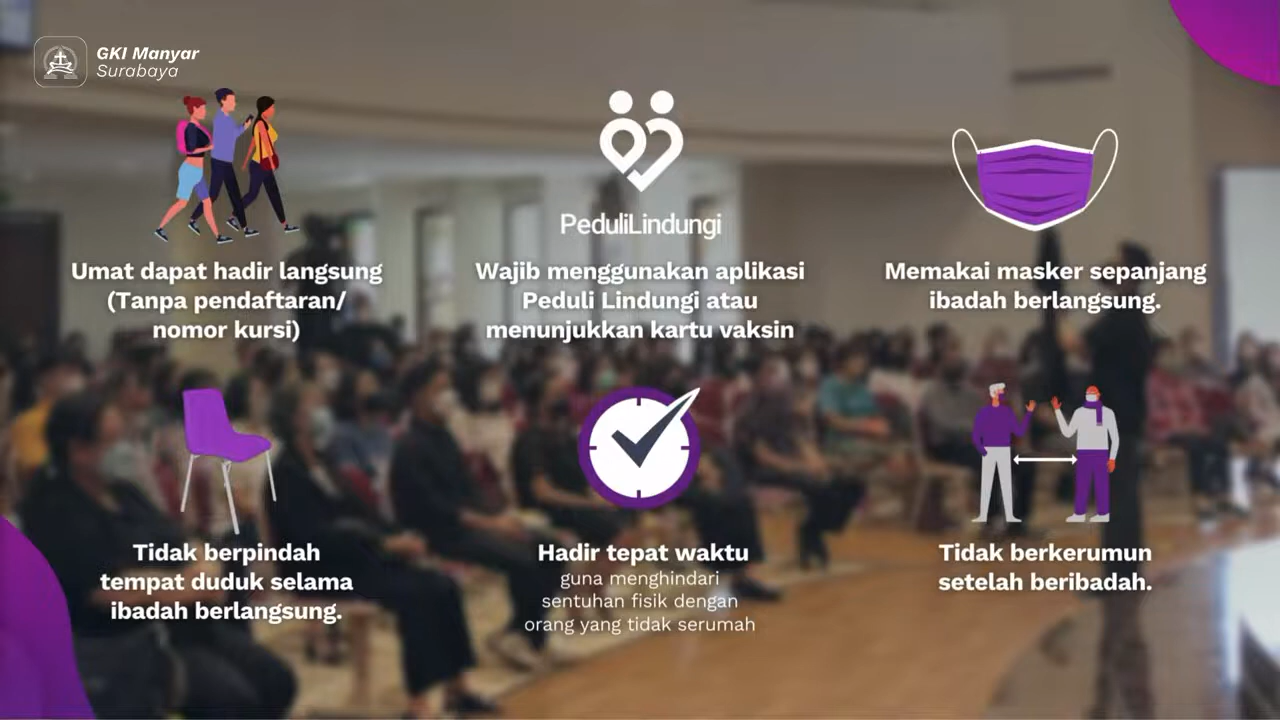 GKI Manyar
Surabaya
Umat dapat hadir langsung
(Tanpa pendaftaran/
nomor kursi)
PeduliLindungi
Wajib menggunakan aplikasi
Peduli Lindungi atau
menunjukkan kartu vaksin
Memakai masker sepanjang
ibadah berlangsung.
Tidak berpindah
tempat duduk selama
ibadah berlangsung.
Hadir tepat waktu
guna menghindari
sentuhan fisik dengan
orang yang tidak serumah
Tidak berkerumun
setelah beribadah.